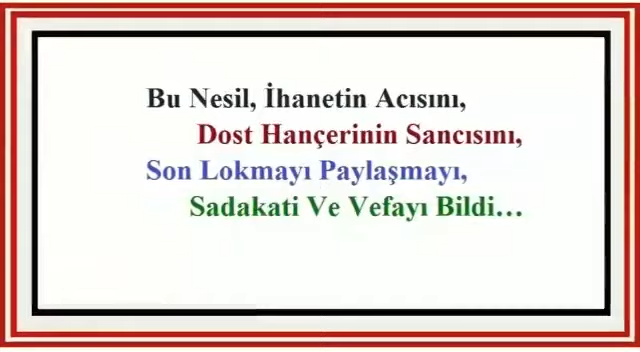 Bu Nesil, İhanetin Acısını,
Dost Hançerinin Sancısını,
Son Lokmayı Paylaşmayı,
Sadakati Ve Vefayı Bildi…